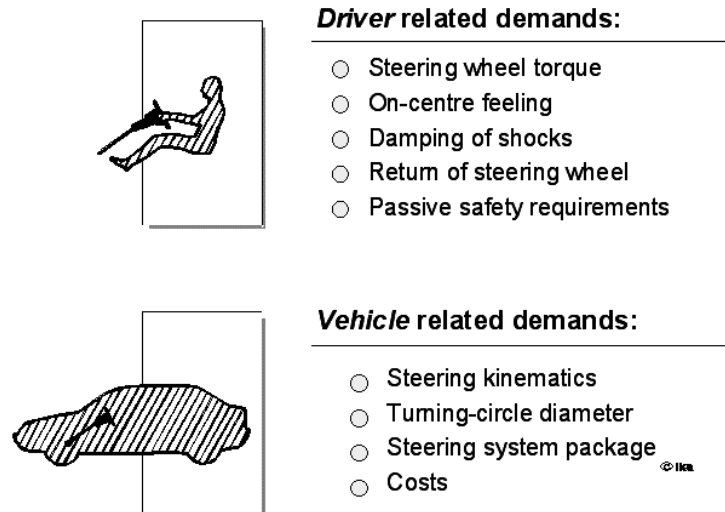 Driver related demands:
Steering wheel torque
On-centre feeling
Damping of shocks
Return of steering wheel
Passive safety requirements
Vehicle related demands:
Steering kinematics
Turning-circle diameter
Steering system package
© ika
Costs